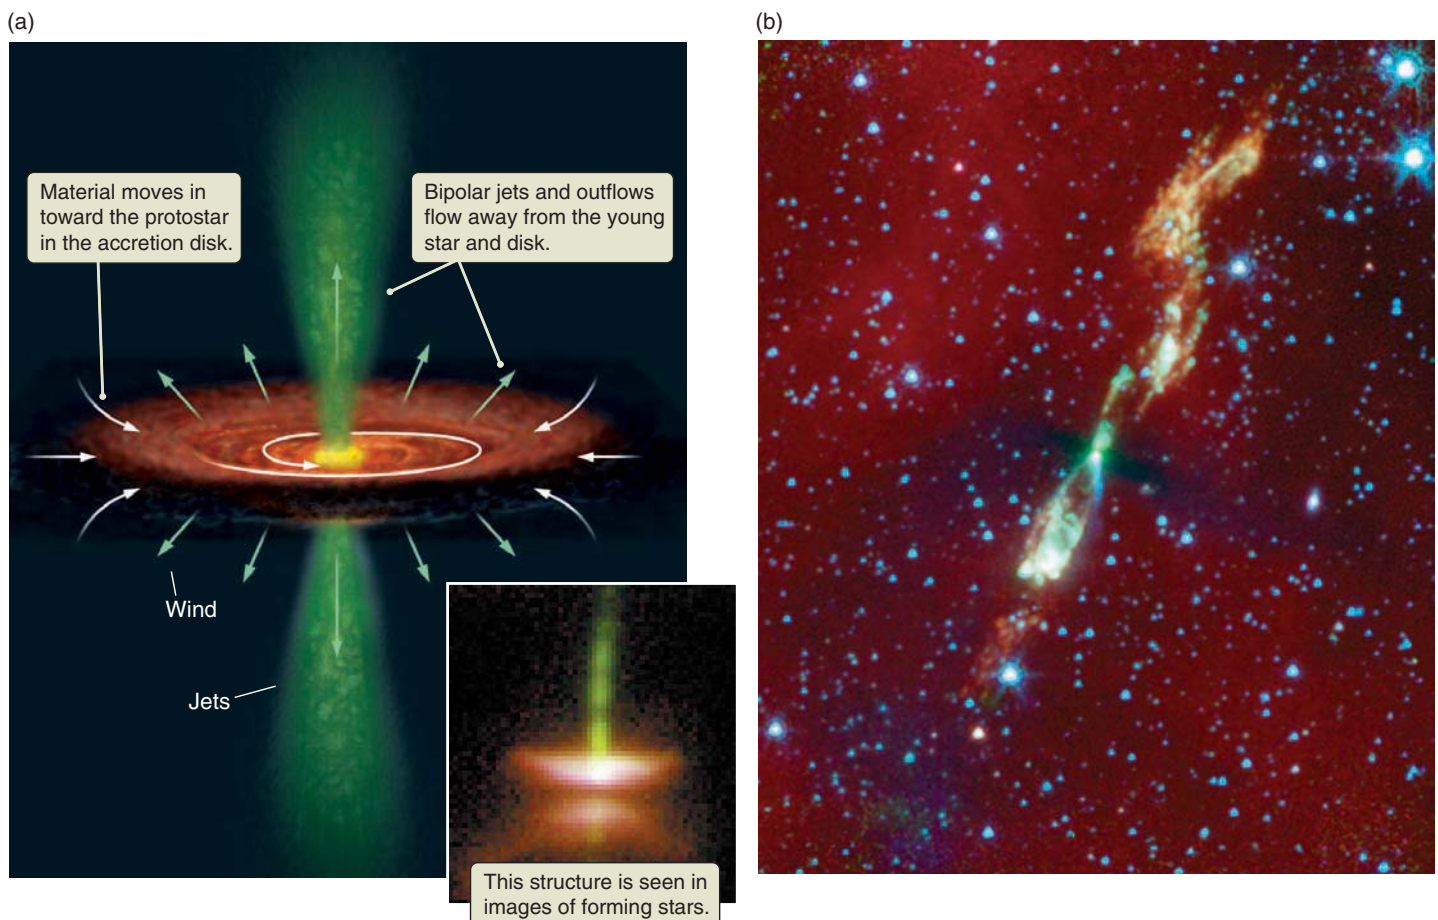 (a)
(b)
Material moves in
toward the protostar
in the accretion disk.
Bipolar jets and outflows
flow away from the young
star and disk.
Wind
Jets
This structure is seen in
images of forming stars.